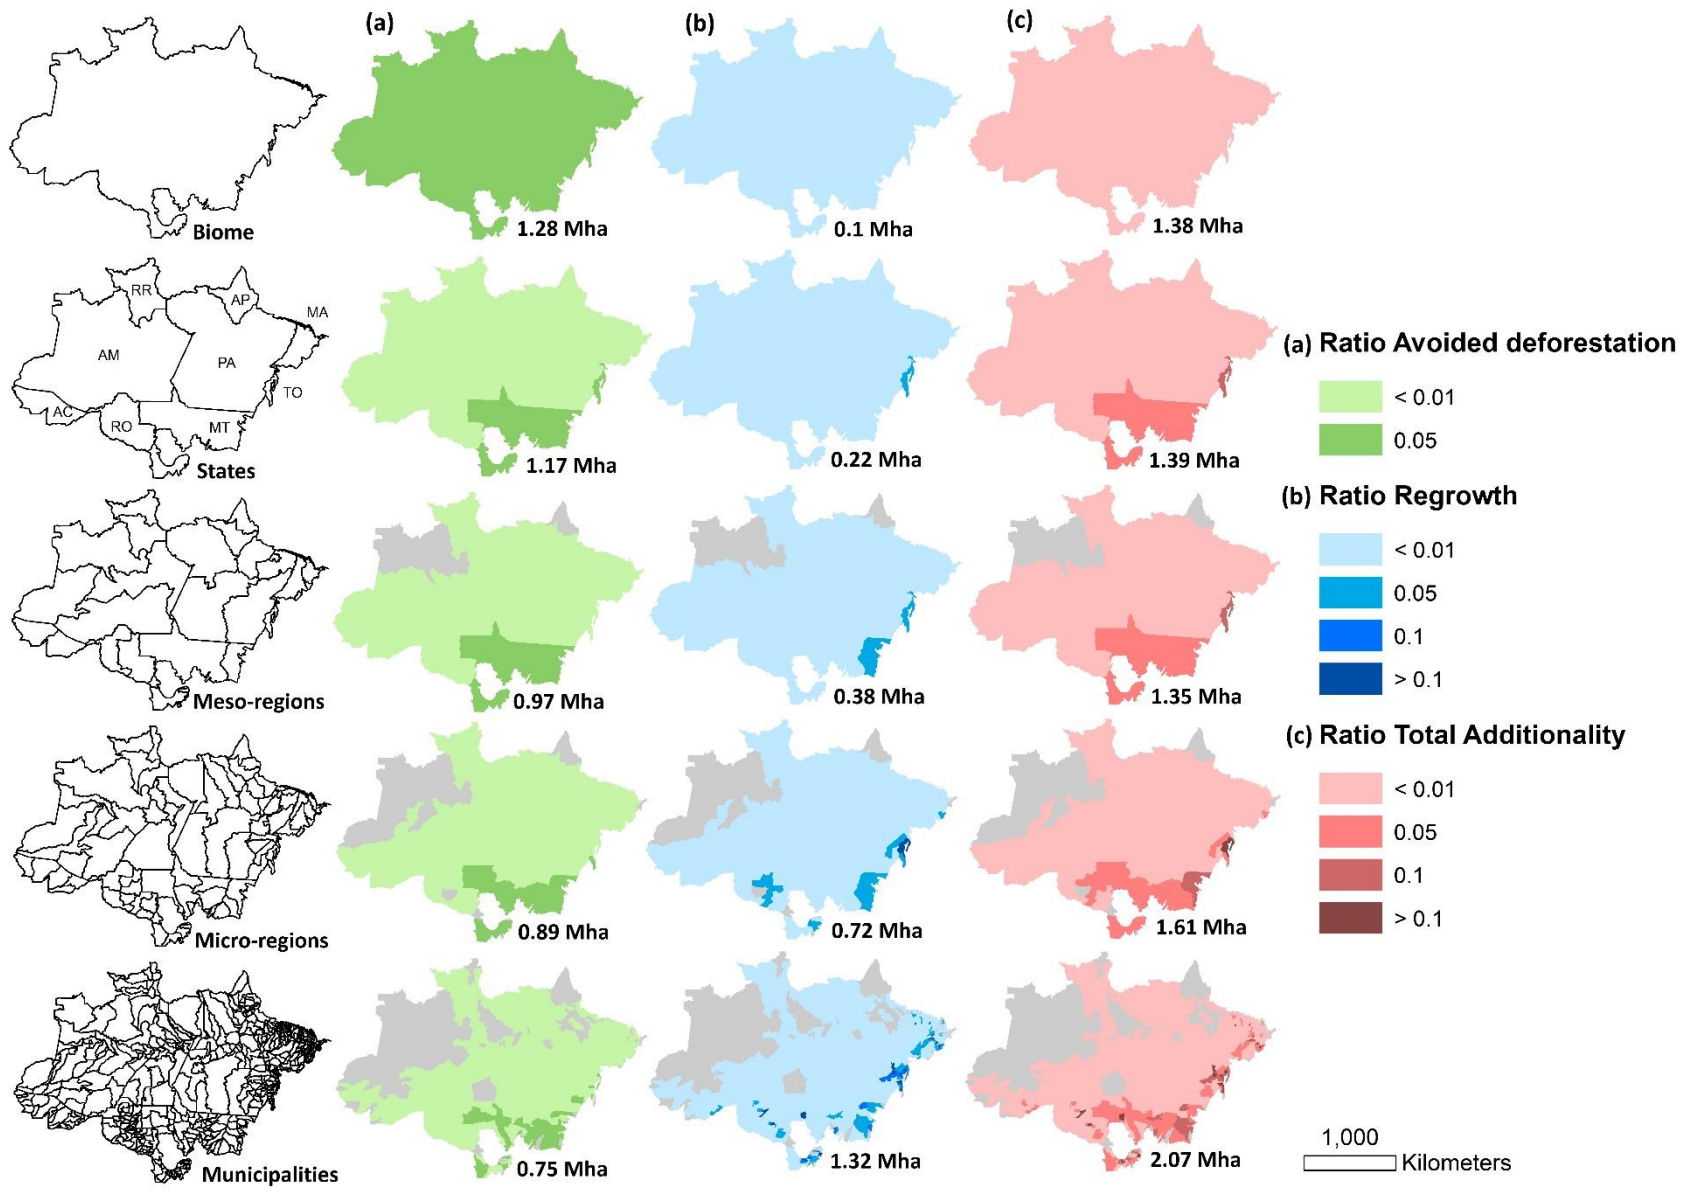 (a)
(b)
(c)
Biome
1.28 Mha
0.1 Mha
1.38 Mha
RR
AP
MA
AM
PA
TO
AC
RO
MT
States
1.17 Mha
0.22 Mha
1.39 Mha
Meso-regions
0.97 Mha
0.38 Mha
1.35 Mha
Micro-regions
0.89 Mha
0.72 Mha
1.61 Mha
Municipalities
0.75 Mha
1.32 Mha
2.07 Mha
(a) Ratio Avoided deforestation
< 0.01
0.05
(b) Ratio Regrowth
< 0.01
0.05
0.1
> 0.1
(c) Ratio Total Additionality
< 0.01
0.05
0.1
> 0.1
1,000
Kilometers